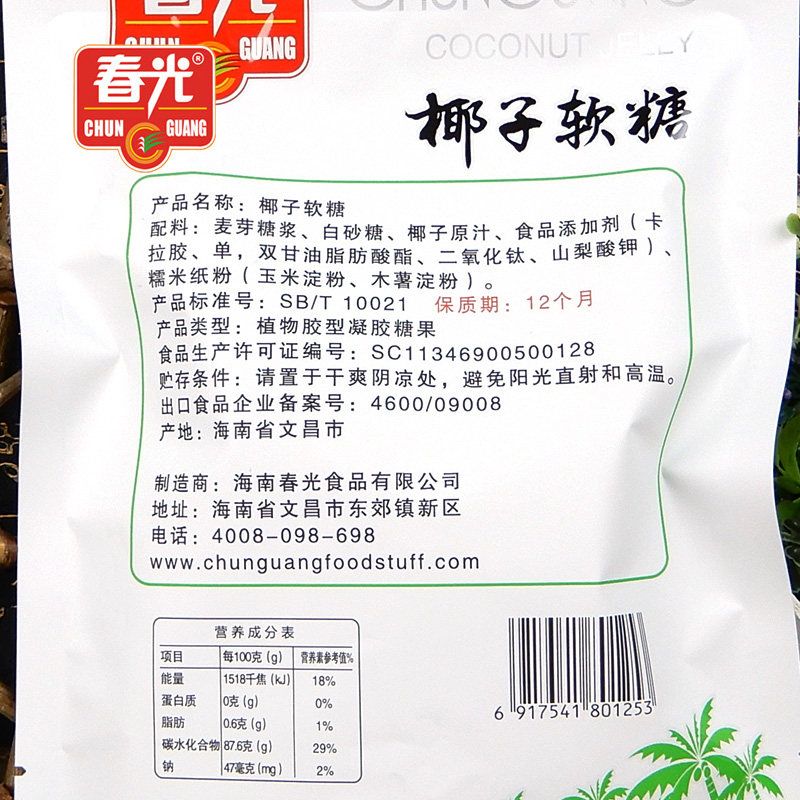 春光®
CHUN GUANG
GUANG
COCONUT JELLY
椰子软糖
产品名称：椰子软糖
配料：麦芽糖浆、白砂糖、椰子原汁、食品添加剂（卡
拉胶、单，双甘油脂肪酸酯、二氧化钛、山梨酸钾）、
糯米纸粉（玉米淀粉、木薯淀粉）。
产品标准号：SB/T 10021 保质期：12个月
产品类型：植物胶型凝胶糖果
食品生产许可证编号：SC11346900500128
贮存条件：请置于干爽阴凉处，避免阳光直射和高温。
出口食品企业备案号：4600/09008
产地：海南省文昌市
制造商：海南春光食品有限公司
地址：海南省文昌市东郊镇新区
电话：4008-098-698
www.chunguangfoodstuff.com
营养成分表
项目 每100克(g) 营养素参考值%
能量 1518千焦(kJ) 18%
蛋白质 0克(g) 0%
脂肪 0.6克(g) 1%
碳水化合物 87.6克(g) 29%
钠 47毫克(mg) 2%
6 917541 801253